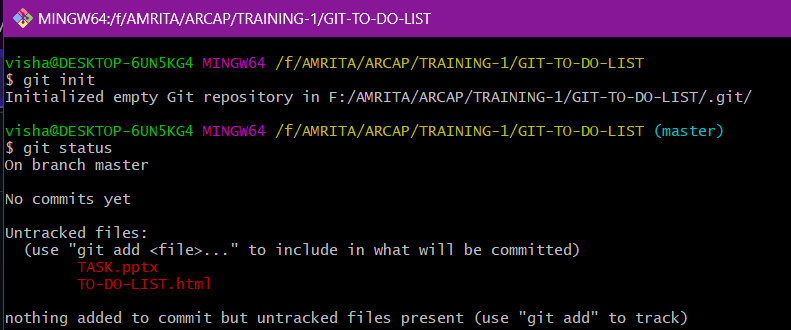 MINGW64:/f/AMRITA/ARCAP/TRAINING-1/GIT-TO-DO-LIST
visha@DESKTOP-6UN5KG4 MINGW64 /f/AMRITA/ARCAP/TRAINING-1/GIT-TO-DO-LIST
$ git init
Initialized empty Git repository in F:/AMRITA/ARCAP/TRAINING-1/GIT-TO-DO-LIST/.git/
visha@DESKTOP-6UN5KG4 MINGW64 /f/AMRITA/ARCAP/TRAINING-1/GIT-TO-DO-LIST (master)
$ git status
On branch master
No commits yet
Untracked files:
(use "git add <file>..." to include in what will be committed)
TASK.pptx
TO-DO-LIST.html
nothing added to commit but untracked files present (use "git add" to track)